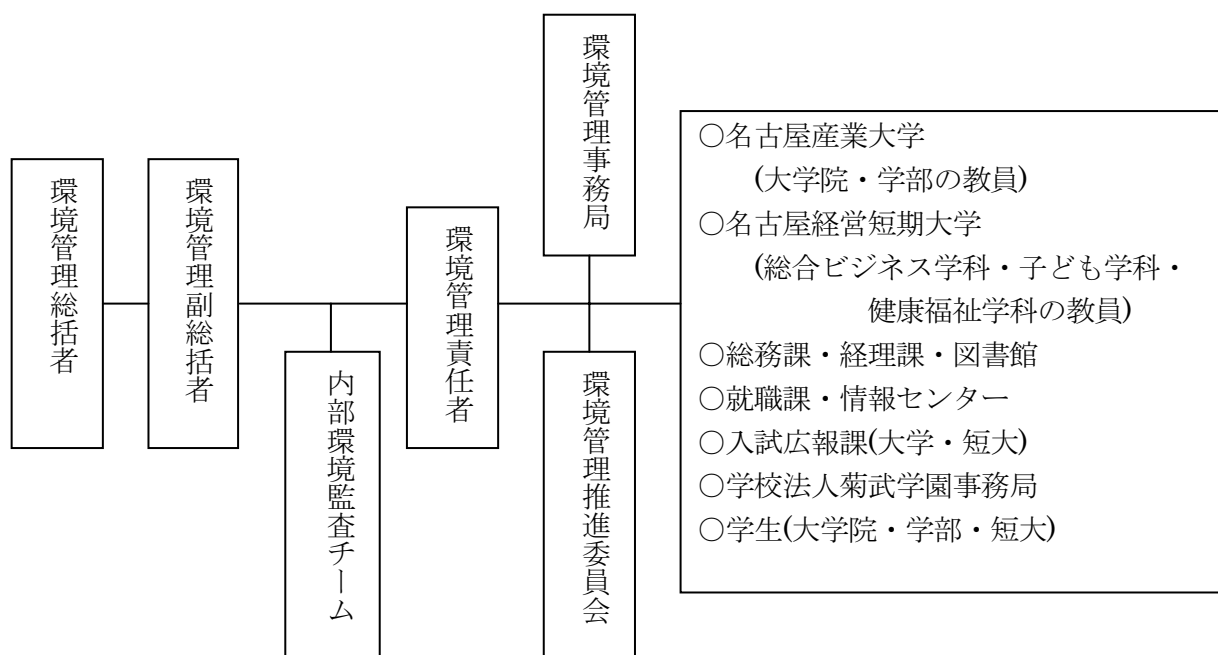 環境管理総括者
環境管理副総括者
内部環境監査チーム
環境管理責任者
環境管理事務局
環境管理推進委員会
○名古屋産業大学
(大学院・学部の教員)
○名古屋経営短期大学
(総合ビジネス学科・子ども学科・
健康福祉学科の教員)
○総務課・経理課・図書館
○就職課・情報センター
○入試広報課(大学・短大)
○学校法人菊武学園事務局
○学生(大学院・学部・短大)